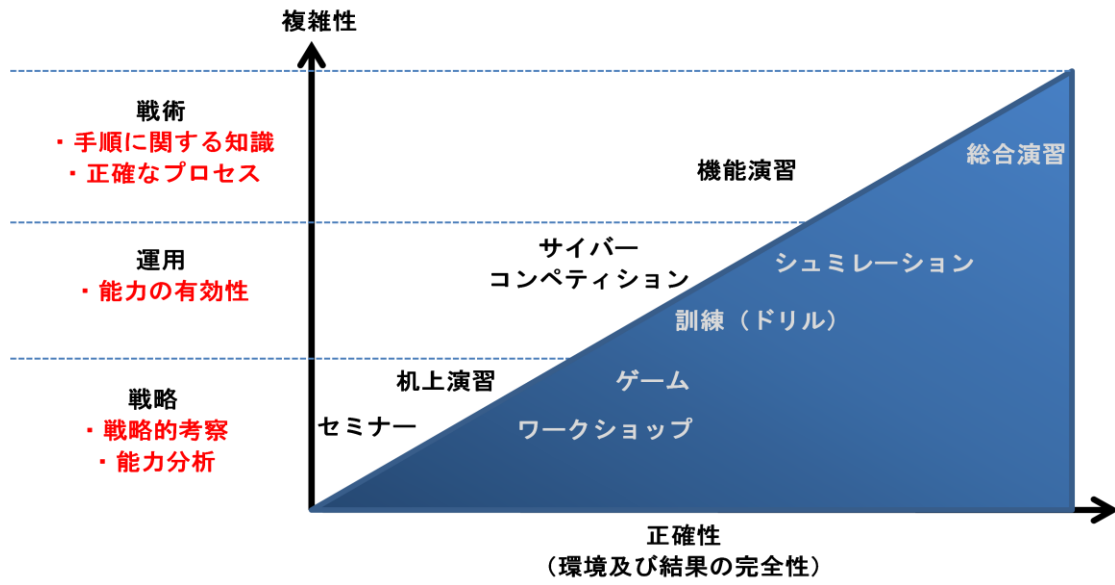 複雑性
戦術
・手順に関する知識
・正確なプロセス
総合演習
機能演習
運用
・能力の有効性
サイバー
コンペティション
シュミレーション
訓練（ドリル）
戦略
・戦略的考察
・能力分析
机上演習
ゲーム
セミナー
ワークショップ
正確性
（環境及び結果の完全性）